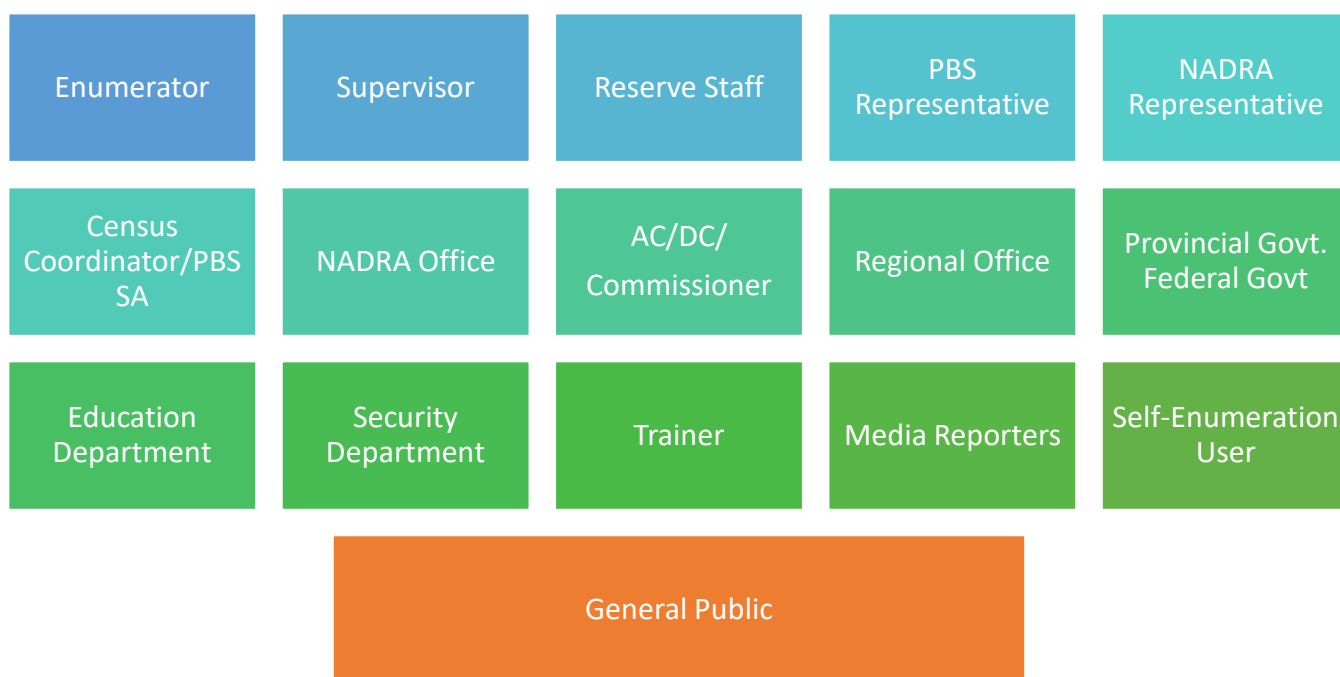 Enumerator
Supervisor
Reserve Staff
PBS
Representative
NADRA
Representative
Census
Coordinator/PBS
SA
NADRA Office
AC/DC/
Commissioner
Regional Office
Provincial Govt.
Federal Govt
Education
Department
Security
Department
Trainer
Media Reporters
Self-Enumeration
User
General Public